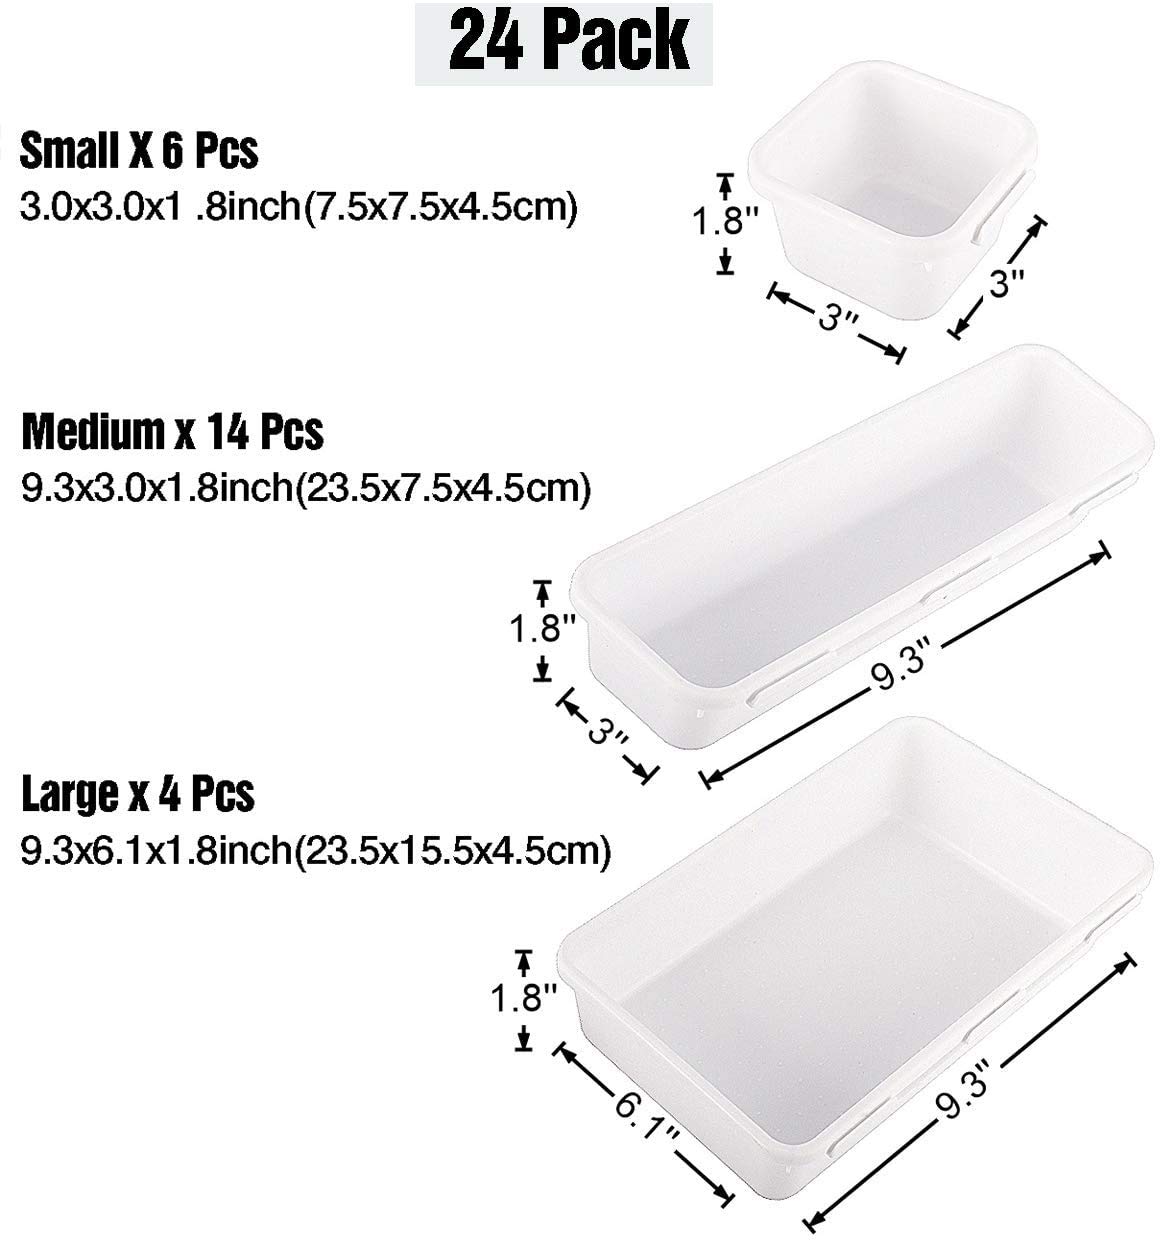 24 Pack
Small X 6 Pcs
3.0x3.0x1 .8inch(7.5x7.5x4.5cm)
1.8"
3"
3"
Medium x 14 Pcs
9.3x3.0x1.8inch(23.5x7.5x4.5cm)
1.8"
3"
9.3"
Large x 4 Pcs
9.3x6.1x1.8inch(23.5x15.5x4.5cm)
1.8"
6.1"
9.3"